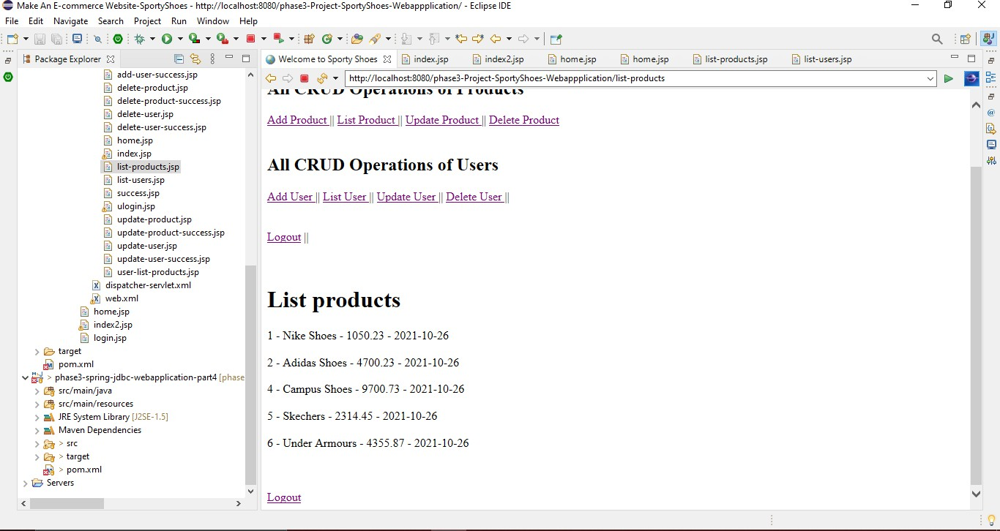 Make An E-commerce Website-SportyShoes - http://localhost:8080/phase3-Project-SportyShoes-Webappplication/ - Eclipse IDE
File Edit Navigate Search Project Run Window Help
Package Explorer
add-user-success.jsp
delete-product.jsp
delete-product-success.jsp
delete-user.jsp
delete-user-success.jsp
home.jsp
index.jsp
list-products.jsp
list-users.jsp
success.jsp
ulogin.jsp
update-product.jsp
update-product-success.jsp
update-user.jsp
update-user-success.jsp
user-list-products.jsp
dispatcher-servlet.xml
web.xml
home.jsp
index2.jsp
login.jsp
target
pom.xml
> phase3-spring-jdbc-webapplication-part4 [phase
src/main/java
src/main/resources
JRE System Library [J2SE-1.5]
Maven Dependencies
> src
> target
> pom.xml
Servers
Welcome to Sporty Shoes index.jsp index2.jsp home.jsp home.jsp list-products.jsp list-users.jsp
http://localhost:8080/phase3-Project-SportyShoes-Webappplication/list-products
All CRUD Operations of Products
Add Product || List Product || Update Product || Delete Product
All CRUD Operations of Users
Add User || List User || Update User || Delete User ||
Logout ||
List products
1 - Nike Shoes - 1050.23 - 2021-10-26
2 - Adidas Shoes - 4700.23 - 2021-10-26
4 - Campus Shoes - 9700.73 - 2021-10-26
5 - Skechers - 2314.45 - 2021-10-26
6 - Under Armours - 4355.87 - 2021-10-26
Logout